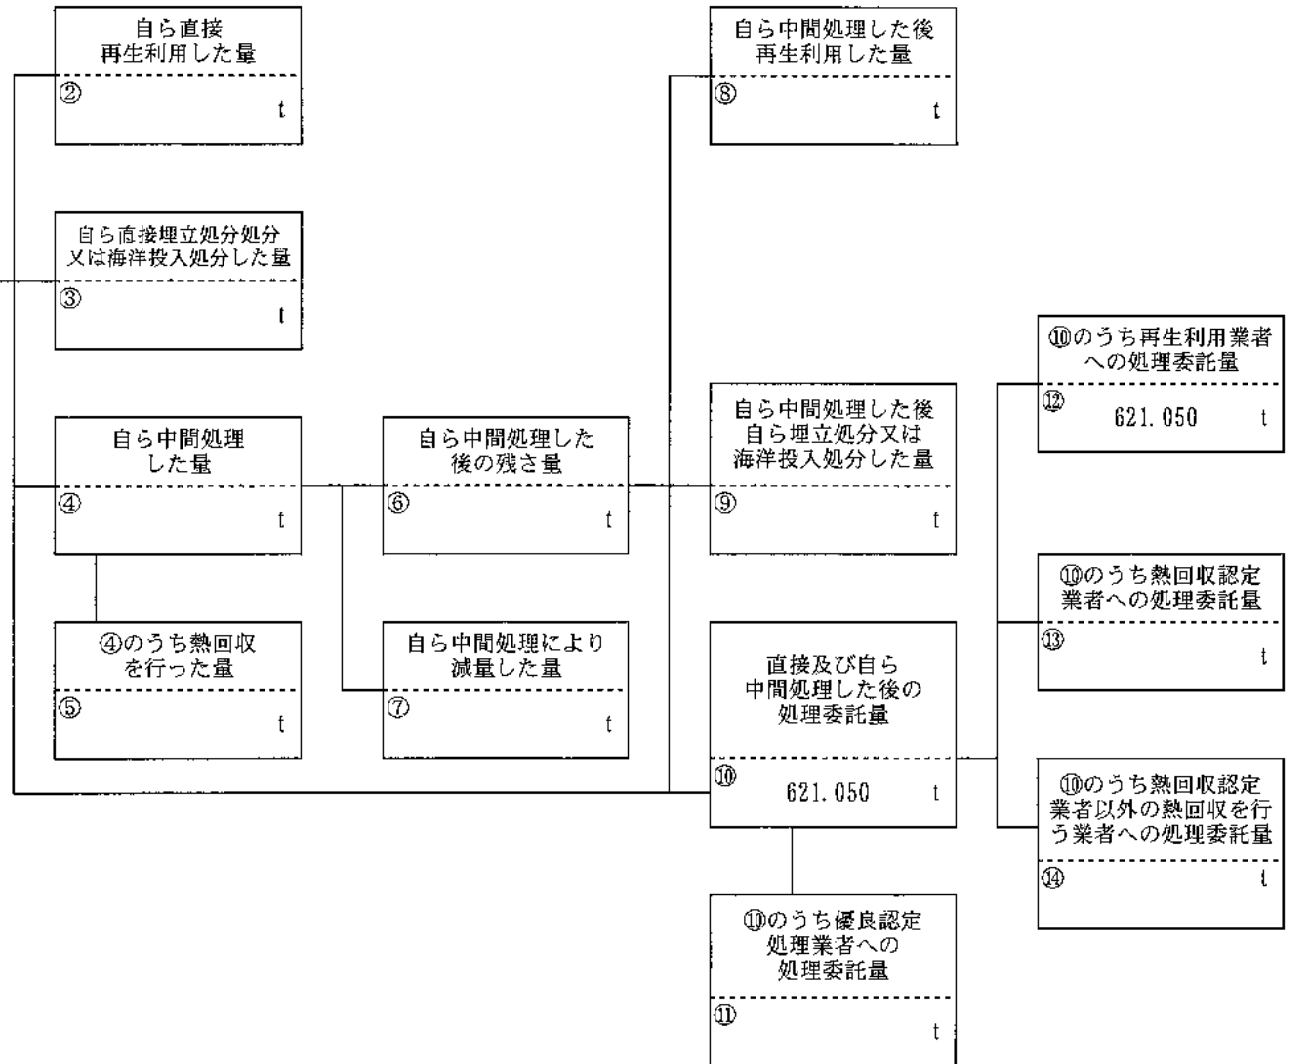 自ら直接
再生利用した量
②
t
自ら中間処理した後
再生利用した量
⑧
t
自ら直接埋立処分処分
又は海洋投入処分した量
③
t
⑩のうち再生利用業者
への処理委託量
⑫
621.050 t
自ら中間処理
した量
④
t
自ら中間処理した
後の残さ量
⑥
t
自ら中間処理した後
自ら埋立処分又は
海洋投入処分した量
⑨
t
⑩のうち熱回収認定
業者への処理委託量
⑬
t
④のうち熱回収
を行った量
⑤
t
自ら中間処理により
減量した量
⑦
t
直接及び自ら
中間処理した後の
処理委託量
⑩
621.050 t
⑩のうち熱回収認定
業者以外の熱回収を行
う業者への処理委託量
⑭
t
⑩のうち優良認定
処理業者への
処理委託量
⑪
t